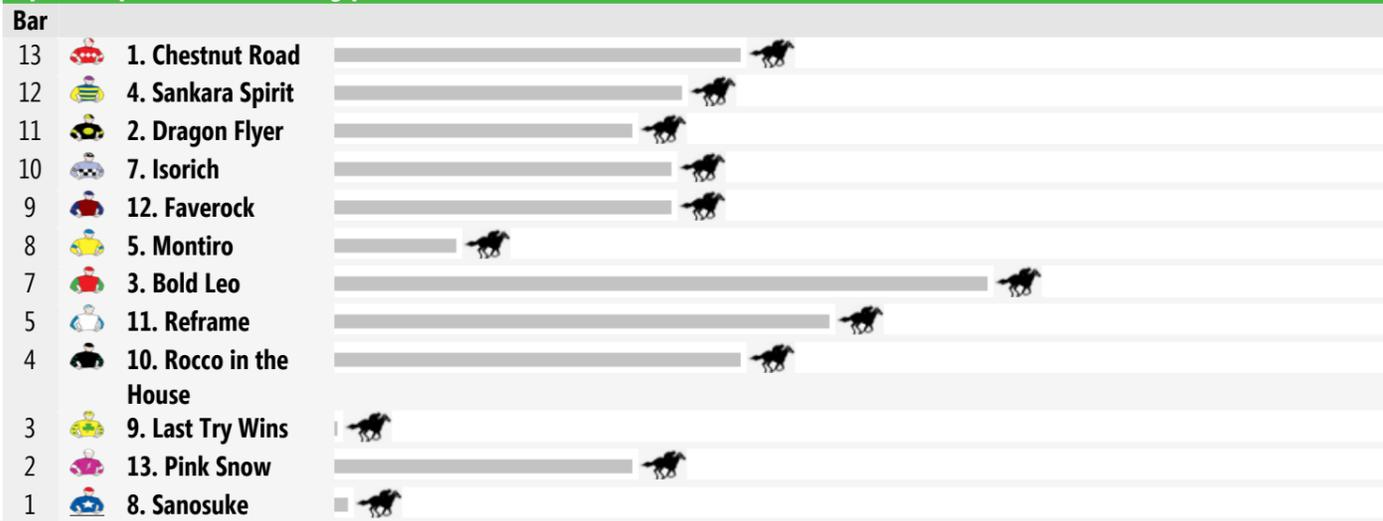 Bar
13 1. Chestnut Road
12 4. Sankara Spirit
11 2. Dragon Flyer
10 7. Isorich
9 12. Faverock
8 5. Montiro
7 3. Bold Leo
5 11. Reframe
4 10. Rocco in the
House
3 9. Last Try Wins
2 13. Pink Snow
1 8. Sanosuke